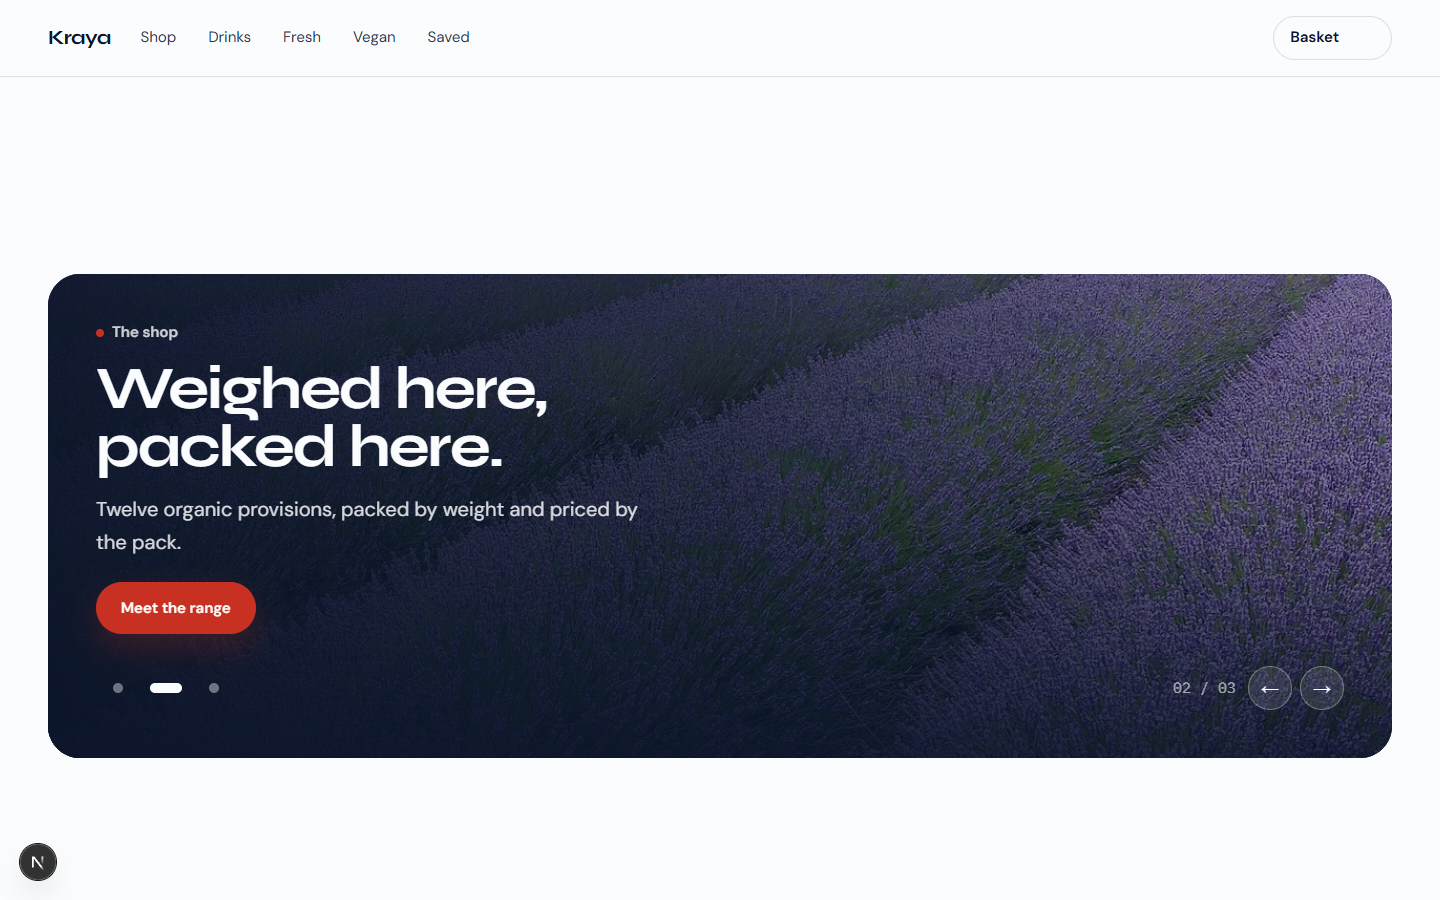 Kraya
Shop
Drinks
Fresh
Vegan
Saved
Basket
The shop
Weighed here,
packed here.
Twelve organic provisions, packed by weight and priced by
the pack.
Meet the range
02 / 03
← →
N